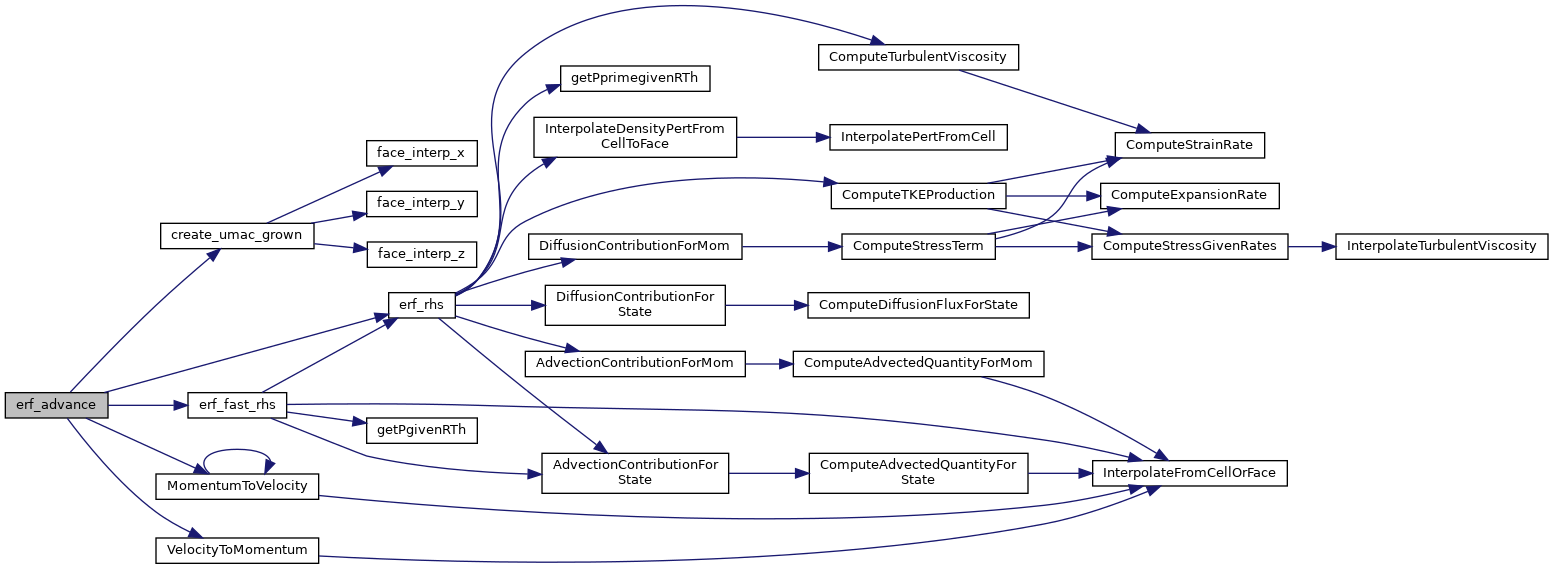 ComputeTurbulentViscosity
getPprimegivenRTh
InterpolateDensityPertFrom
CellToFace
InterpolatePertFromCell
ComputeStrainRate
face_interp_x
face_interp_y
face_interp_z
create_umac_grown
ComputeTKEProduction
ComputeExpansionRate
DiffusionContributionForMom
ComputeStressTerm
ComputeStressGivenRates
InterpolateTurbulentViscosity
erf_rhs
DiffusionContributionFor
State
ComputeDiffusionFluxForState
AdvectionContributionForMom
ComputeAdvectedQuantityForMom
erf_advance
erf_fast_rhs
getPgivenRTh
AdvectionContributionFor
State
ComputeAdvectedQuantityFor
State
InterpolateFromCellOrFace
MomentumToVelocity
VelocityToMomentum